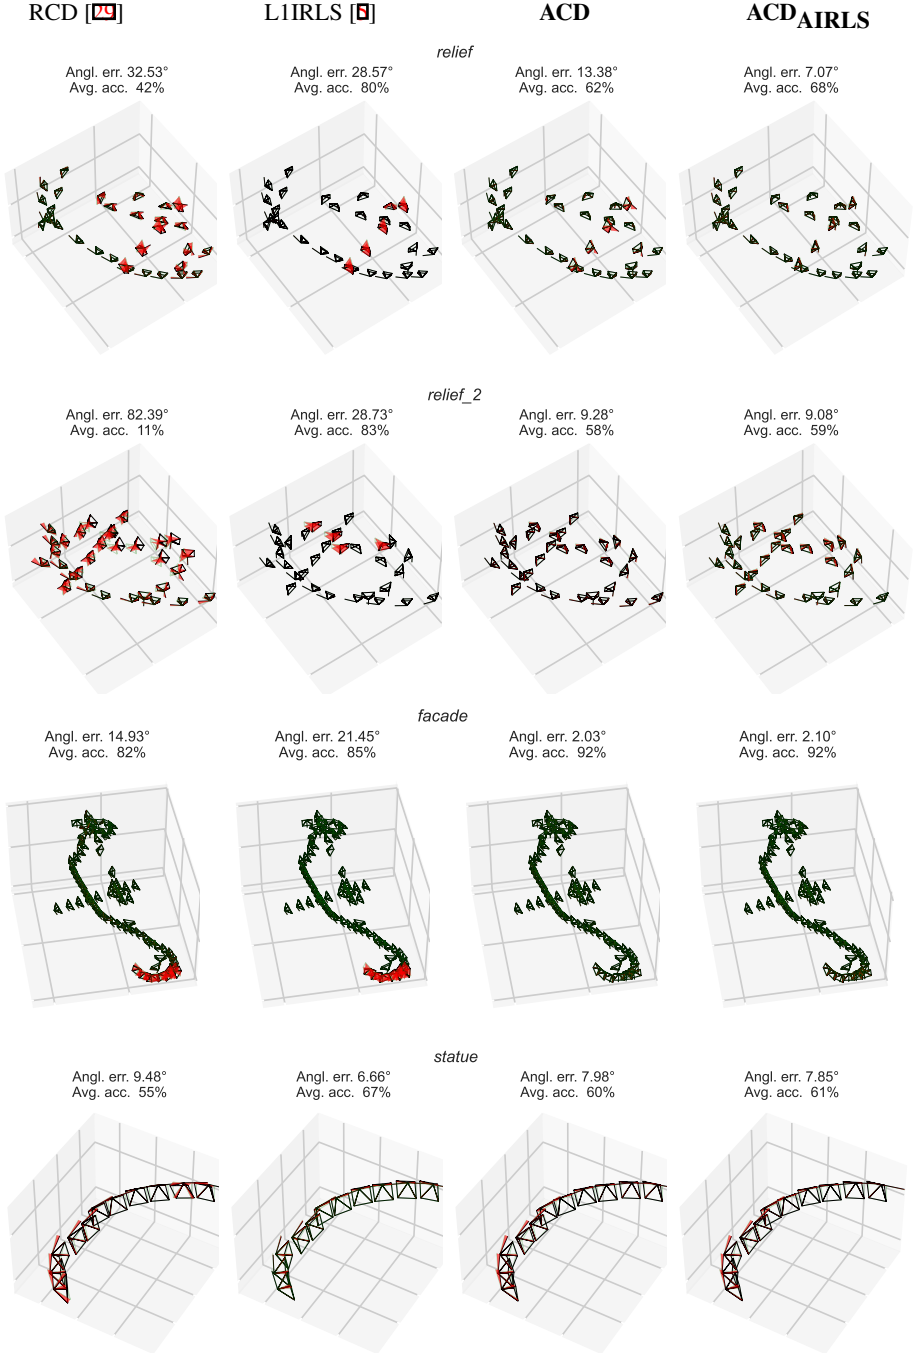 RCD [29] L1IRLS [5] ACD ACD AIRLS
relief
Angl. err. 32.53° Angl. err. 28.57° Angl. err. 13.38° Angl. err. 7.07°
Avg. acc. 42% Avg. acc. 80% Avg. acc. 62% Avg. acc. 68%
relief_2
Angl. err. 82.39° Angl. err. 28.73° Angl. err. 9.28° Angl. err. 9.08°
Avg. acc. 11% Avg. acc. 83% Avg. acc. 58% Avg. acc. 59%
facade
Angl. err. 14.93° Angl. err. 21.45° Angl. err. 2.03° Angl. err. 2.10°
Avg. acc. 82% Avg. acc. 85% Avg. acc. 92% Avg. acc. 92%
statue
Angl. err. 9.48° Angl. err. 6.66° Angl. err. 7.98° Angl. err. 7.85°
Avg. acc. 55% Avg. acc. 67% Avg. acc. 60% Avg. acc. 61%